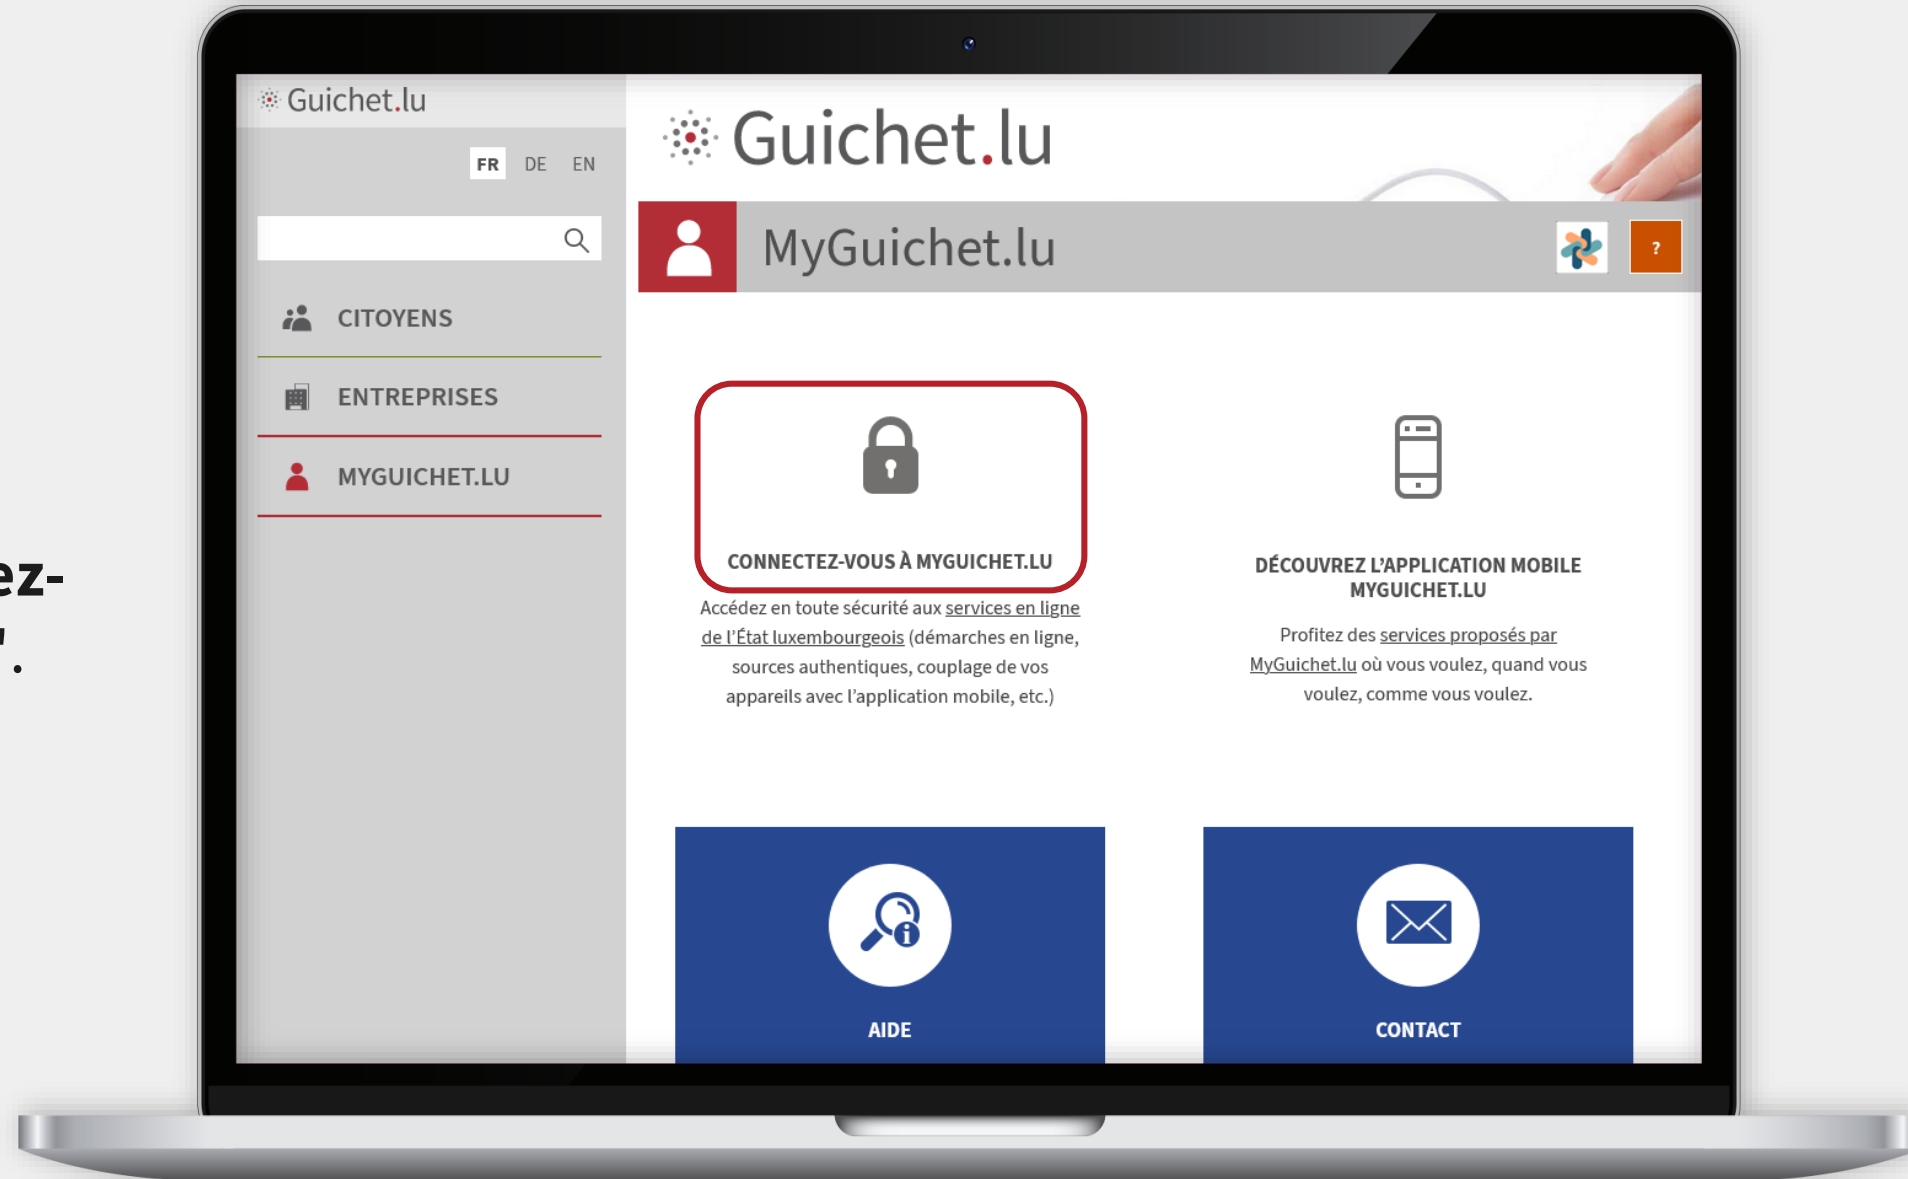 Guichet.lu
FR DE EN
CITOYENS
ENTREPRISES
MYGUICHET.LU
ez-
".
Guichet.lu
MyGuichet.lu
?
CONNECTEZ-VOUS À MYGUICHET.LU
Accédez en toute sécurité aux services en ligne
de l'État luxembourgeois (démarches en ligne,
sources authentiques, couplage de vos
appareils avec l'application mobile, etc.)
DÉCOUVREZ L'APPLICATION MOBILE
MYGUICHET.LU
Profitez des services proposés par
MyGuichet.lu où vous voulez, quand vous
voulez, comme vous voulez.
AIDE
CONTACT